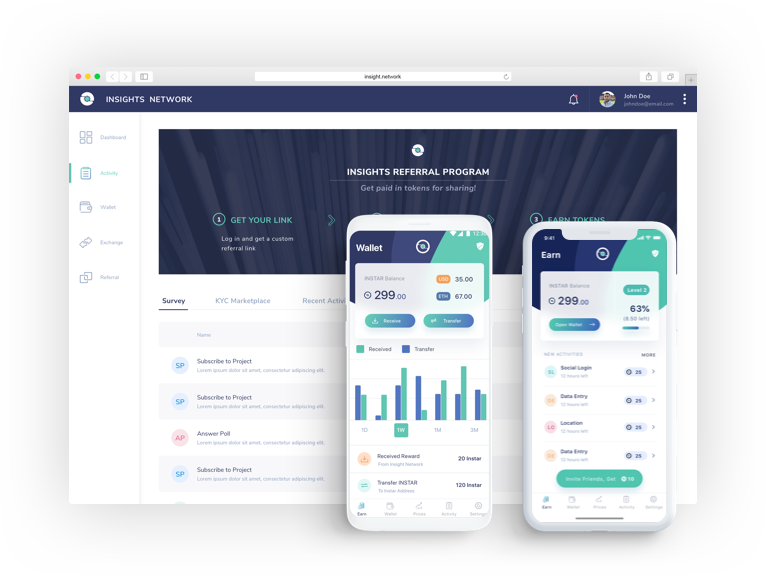 insight.network
INSIGHTS NETWORK
John Doe
johndoe@email.com
Dashboard
Activity
Wallet
Exchange
Referral
INSIGHTS REFERRAL PROGRAM
Get paid in tokens for sharing!
1 GET YOUR LINK
Log in and get a custom
referral link
3 EARN TOKENS
Survey
KYC Marketplace
Recent Activ
Name
SP
Subscribe to Project
Lorem ipsum dolor sit amet, consectetur adipiscing elit.
SP
Subscribe to Project
Lorem ipsum dolor sit amet, consectetur adipiscing elit.
AP
Answer Poll
Lorem ipsum dolor sit amet, consectetur adipiscing elit.
SP
Subscribe to Project
Lorem ipsum dolor sit amet, consectetur adipiscing elit.
Wallet
INSTAR Balance
299.00
USD 35.00
ETH 67.00
Receive
Transfer
Received
Transfer
1D
1W
1M
3M
Received Reward
From Insight Network
20 Instar
Transfer INSTAR
To Instar Address
120 Instar
Earn
Wallet
Prices
Activity
Settings
9:41
Earn
INSTAR Balance
299.00
Level 2
63%
(8.50 left)
Open Wallet
NEW ACTIVITIES
MORE
SL
Social Login
12 hours left
25
DE
Data Entry
12 hours left
25
LO
Location
12 hours left
25
DE
Data Entry
12 hours left
25
Invite Friends, Get 10
Earn
Wallet
Prices
Activity
Settings